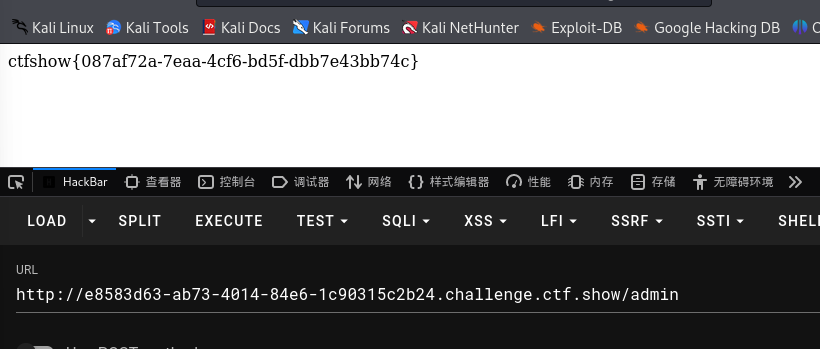 Kali Linux Kali Tools Kali Docs Kali Forums Kali NetHunter Exploit-DB Google Hacking DB
ctfshow{087af72a-7eaa-4cf6-bd5f-dbb7e43bb74c}
HackBar 查看器 控制台 调试器 网络 样式编辑器 性能 内存 存储 无障碍环境
LOAD SPLIT EXECUTE TEST SQLI XSS LFI SSRF SSTI SHELL
URL
http://e8583d63-ab73-4014-84e6-1c90315c2b24.challenge.ctf.show/admin